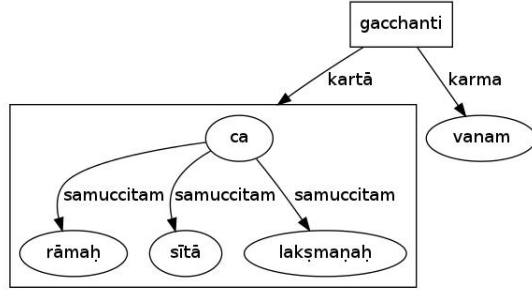 gacchanti
kartā karma
ca vanam
samuccitam samuccitam samuccitam
rāmaḥ sītā lakṣmaṇaḥ